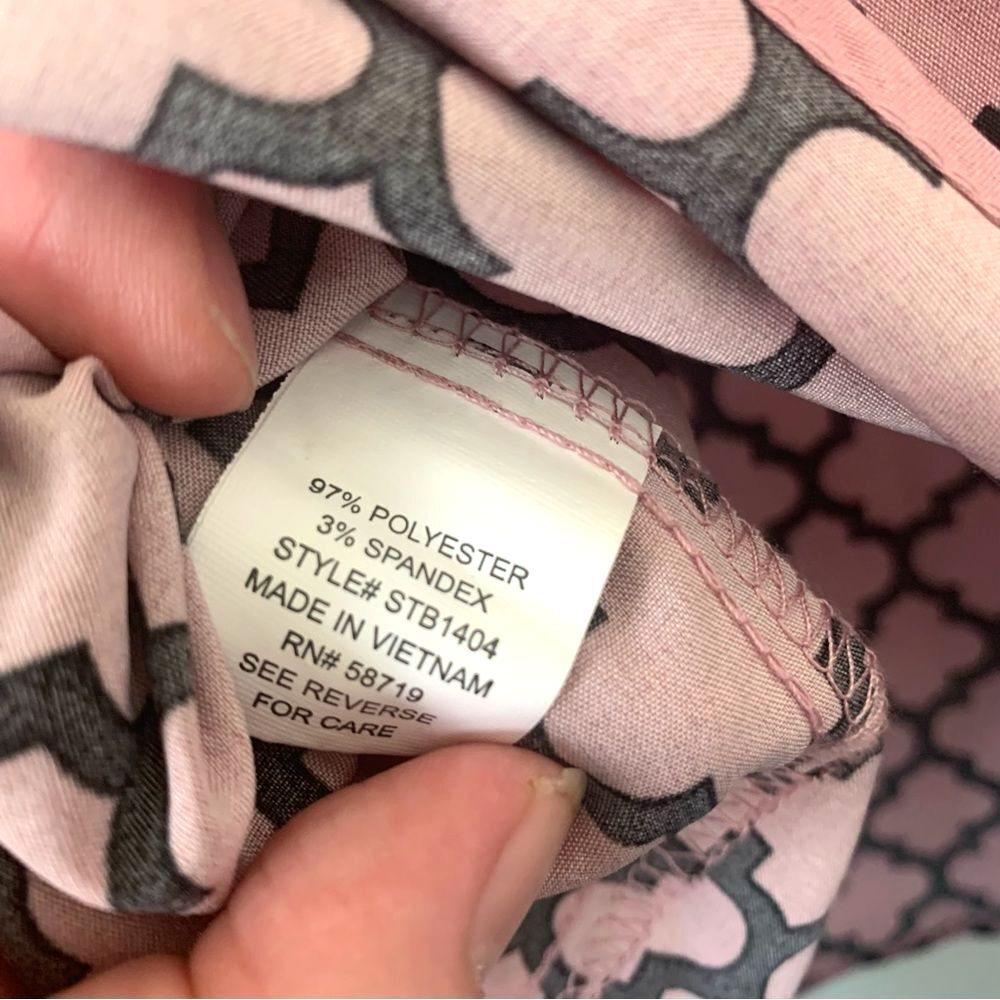 97% POLYESTER
3% SPANDEX
STYLE# STB1404
MADE IN VIETNAM
RN# 58719
SEE REVERSE
FOR CARE